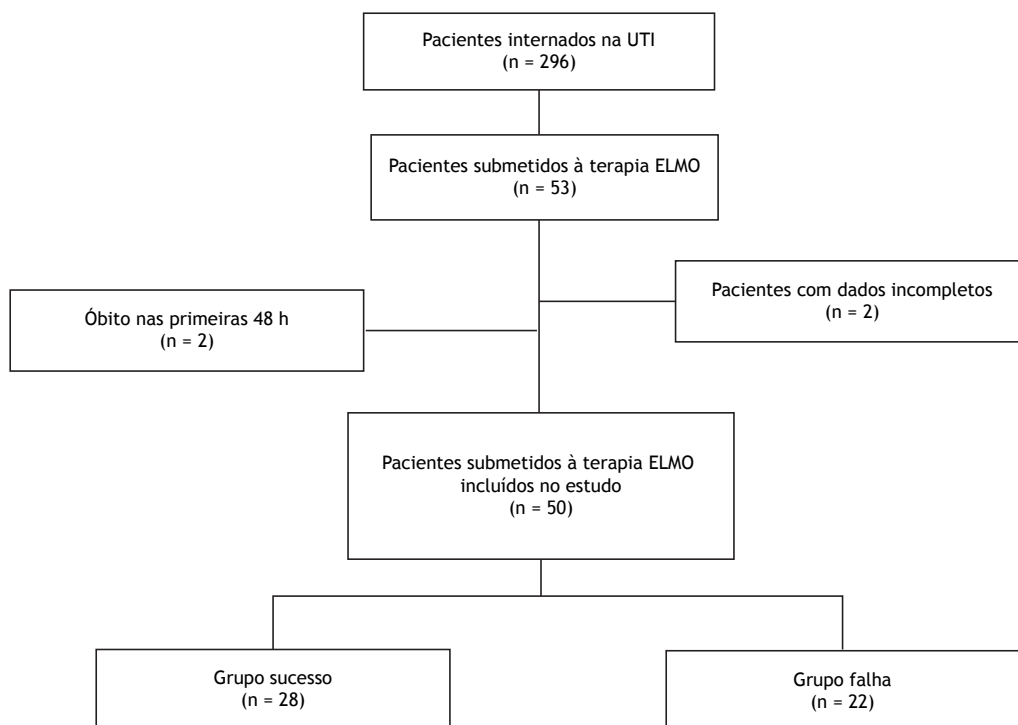 Pacientes internados na UTI
(n = 296)
Pacientes submetidos à terapia ELMO
(n = 53)
Pacientes com dados incompletos
(n = 2)
Óbito nas primeiras 48 h
(n = 2)
Pacientes submetidos à terapia ELMO
incluídos no estudo
(n = 50)
Grupo sucesso
(n = 28)
Grupo falha
(n = 22)